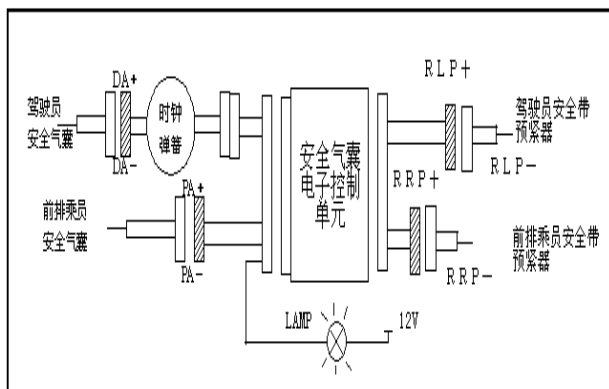 DA+
驾驶员
安全气囊
时钟
弹簧
DA-
PA+
前排乘员
安全气囊
PA-
安全气囊
电子控制
单元
RLP+
驾驶员安全带
预紧器
RLP-
RRP+
前排乘员安全带
预紧器
RRP-
LAMP
12V